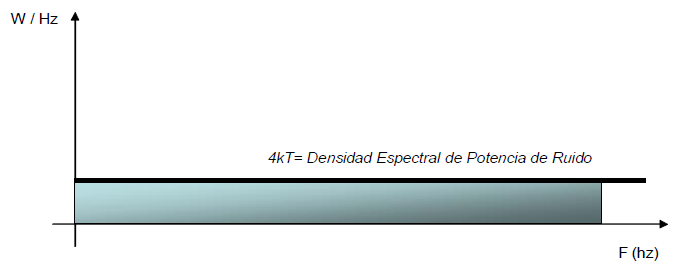 W / Hz
4kT= Densidad Espectral de Potencia de Ruido
F (hz)